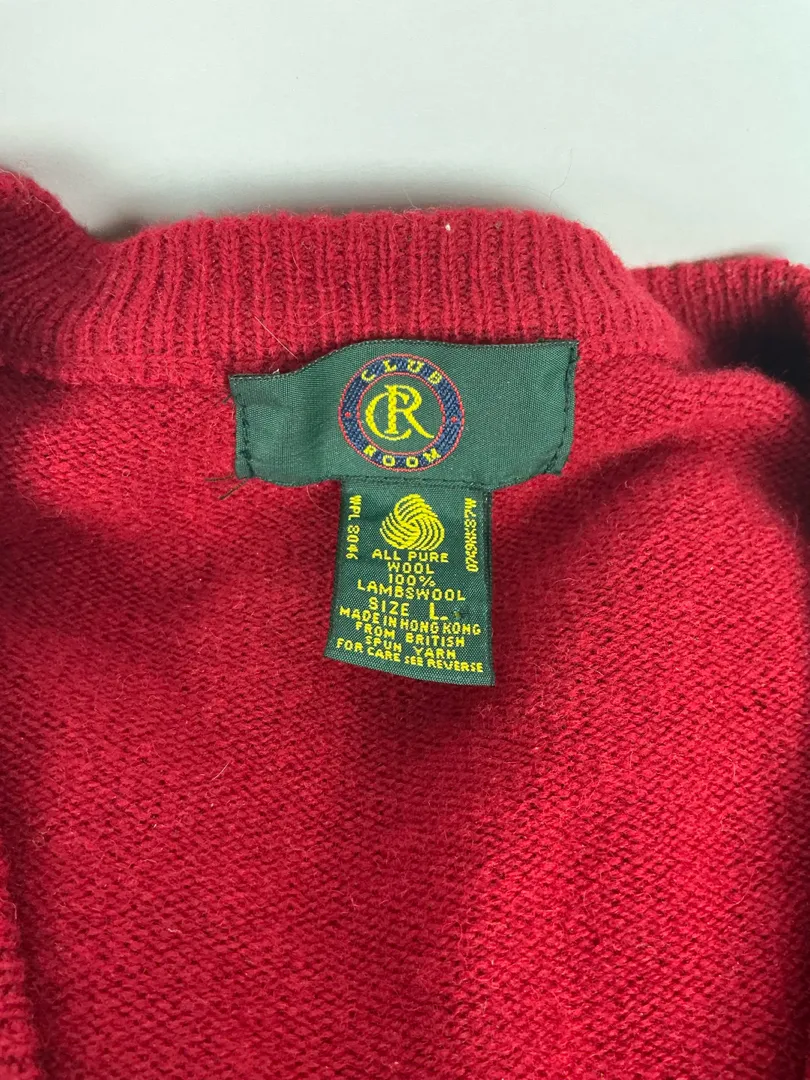 CLUB
CR
ROOM
WPL 8046
ALL PURE
WOOL
100%
LAMBSWOOL
SIZE L.
MADE IN HONG KONG
FROM BRITISH
SPUN YARN
FOR CARE SEE REVERSE